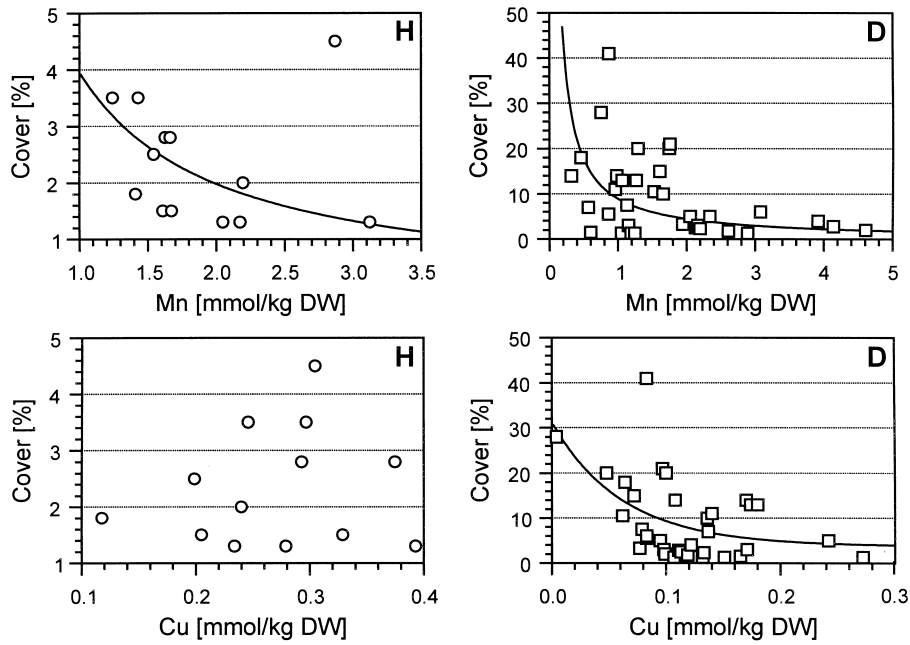 5
H
4
3
2
1
Cover [%]
1.0 1.5 2.0 2.5 3.0 3.5
Mn [mmol/kg DW]
50
D
40
30
20
10
0
Cover [%]
0 1 2 3 4 5
Mn [mmol/kg DW]
5
H
4
3
2
1
Cover [%]
0.1 0.2 0.3 0.4
Cu [mmol/kg DW]
50
D
40
30
20
10
0
Cover [%]
0.0 0.1 0.2 0.3
Cu [mmol/kg DW]